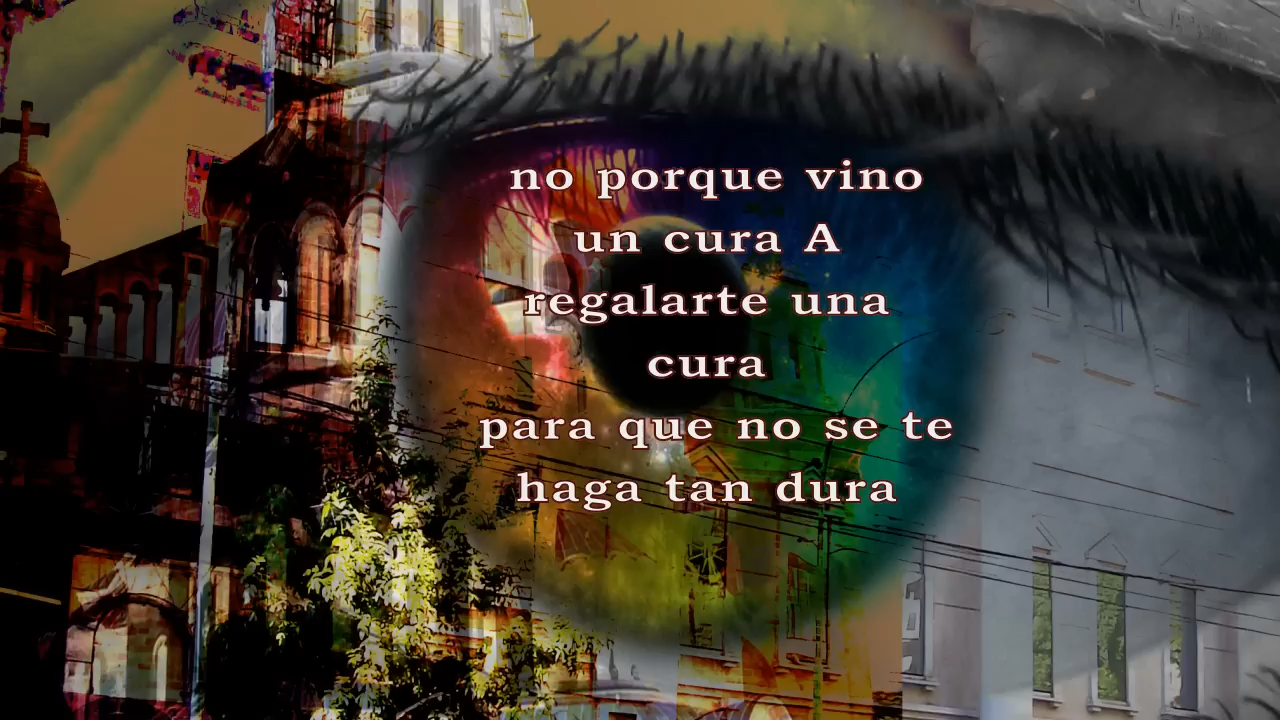 no porque vino
un cura A
regalarte una
cura
para que no se te
haga tan dura